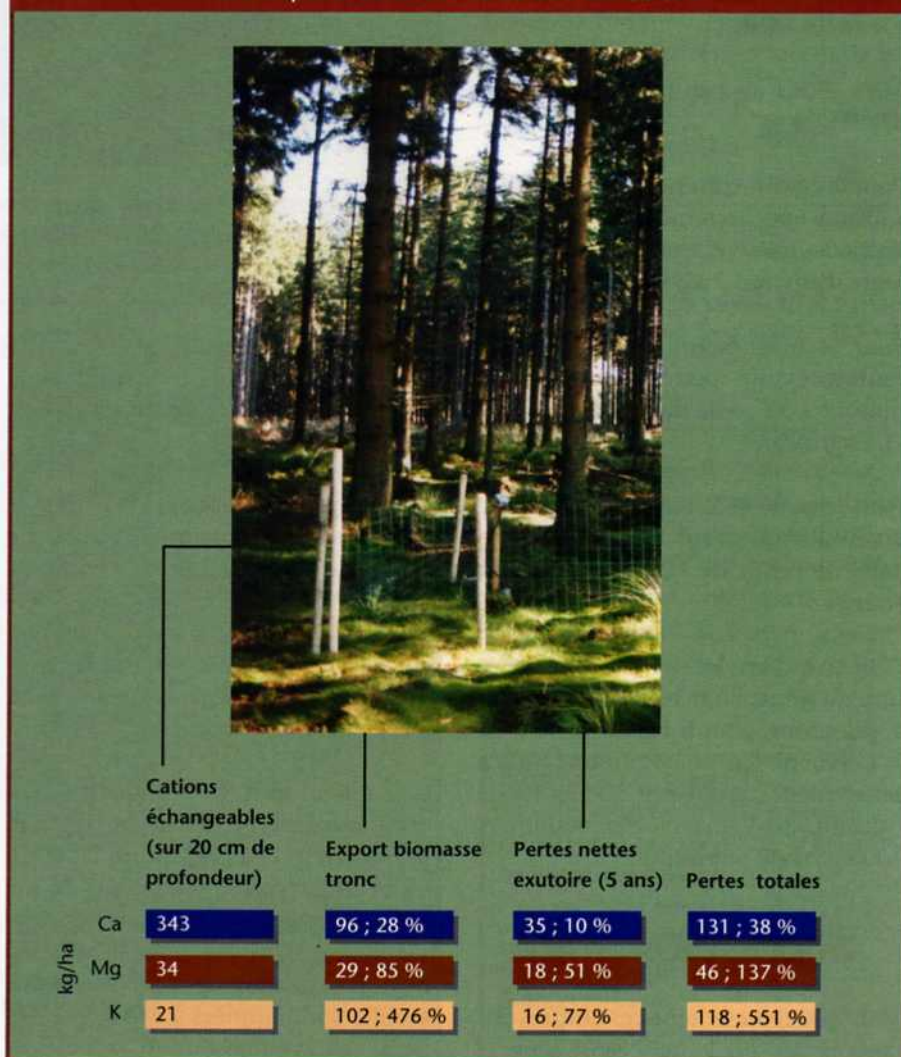 Cations
échangeables
(sur 20 cm de
profondeur)
Export biomasse
tronc
Pertes nettes
exutoire (5 ans)
Pertes totales
kg/ha
Ca 343 96 ; 28 % 35 ; 10 % 131 ; 38 %
Mg 34 29 ; 85 % 18 ; 51 % 46 ; 137 %
K 21 102 ; 476 % 16 ; 77 % 118 ; 551 %